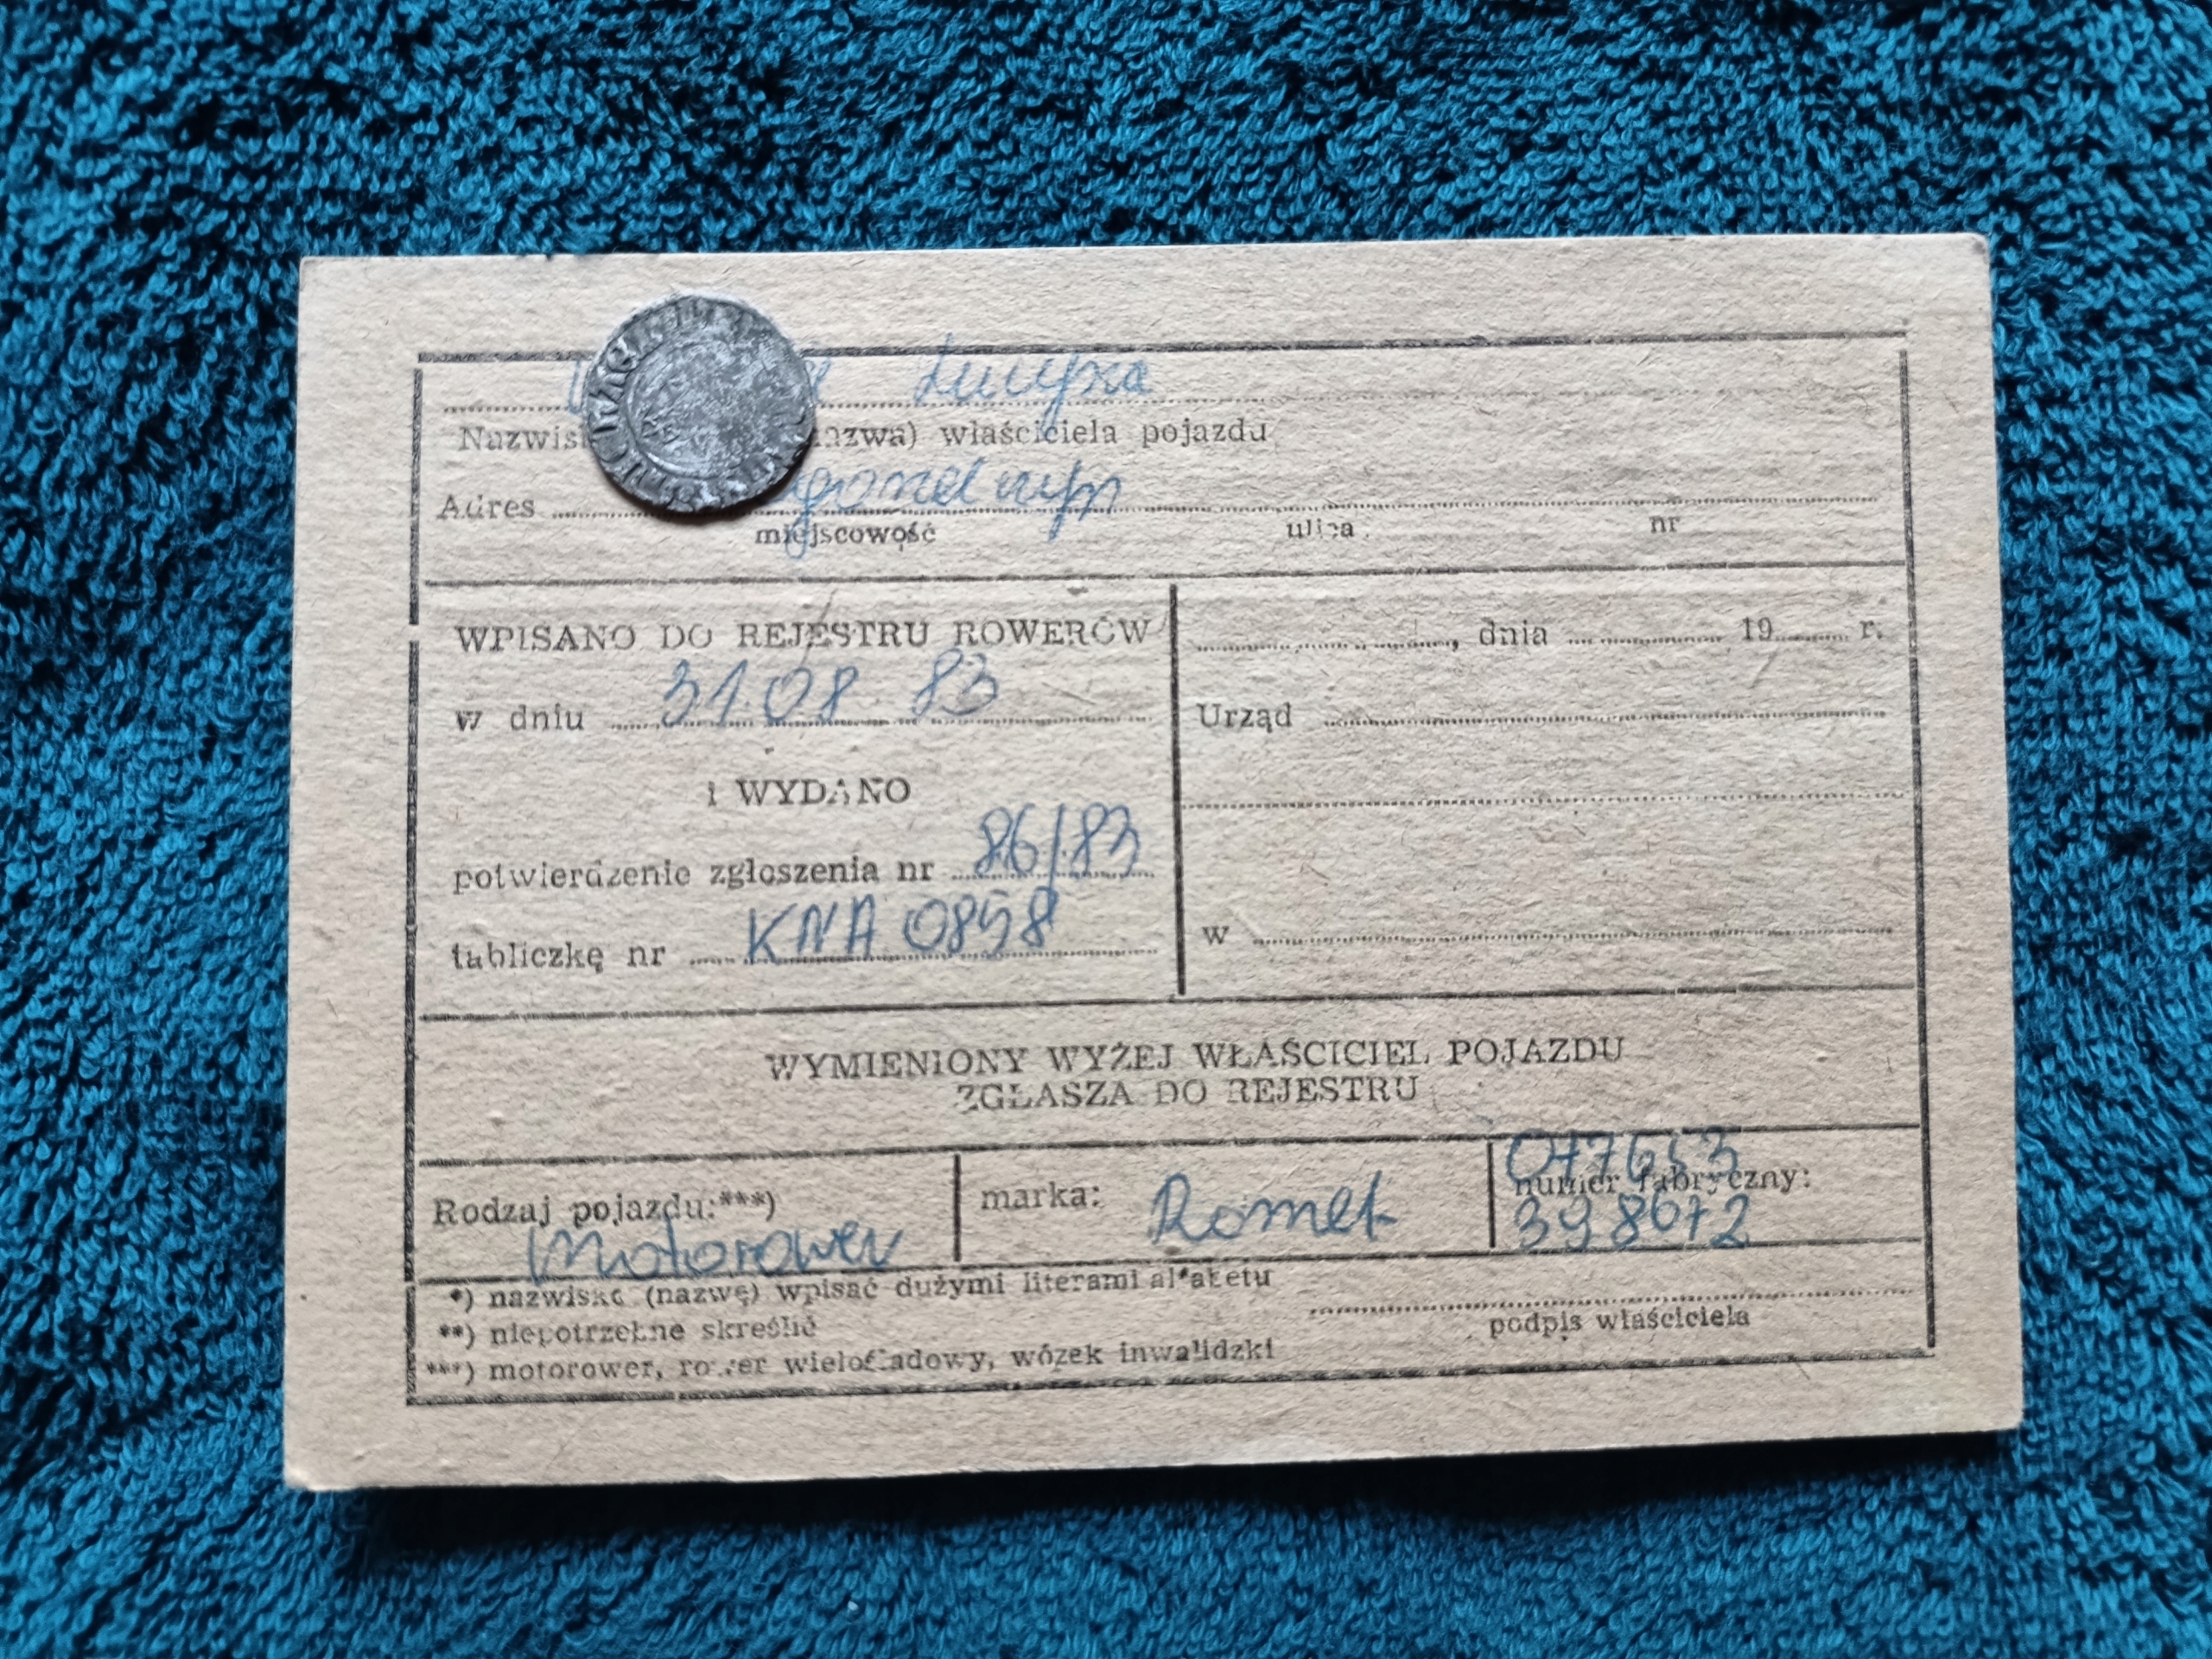 Lucyna
Nazwis nazwa) właściciela pojazdu
Adres
miejscowość ulica nr
WPISANO DO REJESTRU ROWERÓW
w dniu 31.08 83
i WYDANO
potwierdzenie zgłoszenia nr 86/83
tabliczkę nr KNA 0858
, dnia 19 r.
Urząd
w
WYMIENIONY WYŻEJ WŁAŚCICIEL POJAZDU
ZGŁASZA DO REJESTRU
Rodzaj pojazdu:***)
Motorower
marka: Romet
numer fabryczny:
398672
*) nazwisko (nazwę) wpisać dużymi literami alfabetu
**) niepotrzebne skreślić
***) motorower, rower wielośladowy, wózek inwalidzki
podpis właściciela